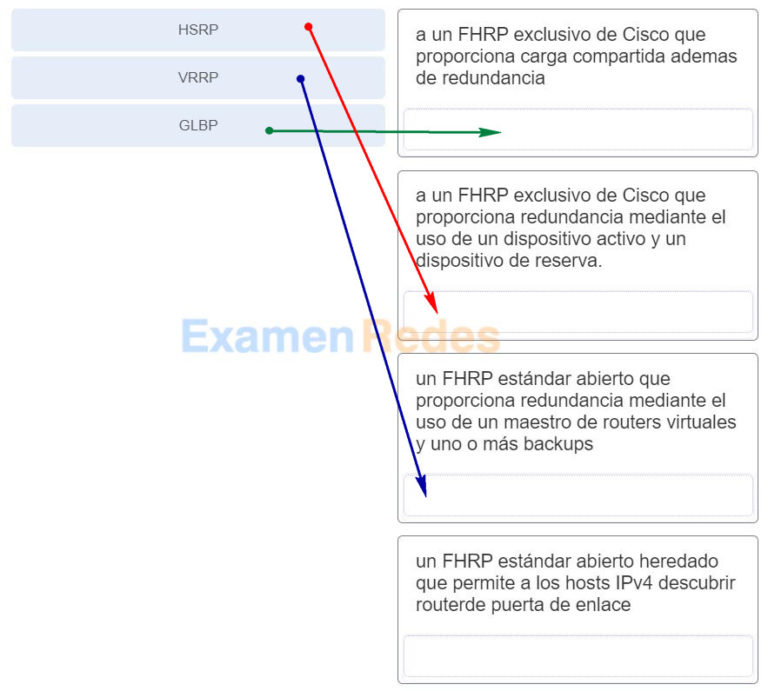 HSRP
VRRP
GLBP
a un FHRP exclusivo de Cisco que
proporciona carga compartida ademas
de redundancia
a un FHRP exclusivo de Cisco que
proporciona redundancia mediante el
uso de un dispositivo activo y un
dispositivo de reserva.
Examen Redes
un FHRP estándar abierto que
proporciona redundancia mediante el
uso de un maestro de routers virtuales
y uno o más backups
un FHRP estándar abierto heredado
que permite a los hosts IPv4 descubrir
routerde puerta de enlace